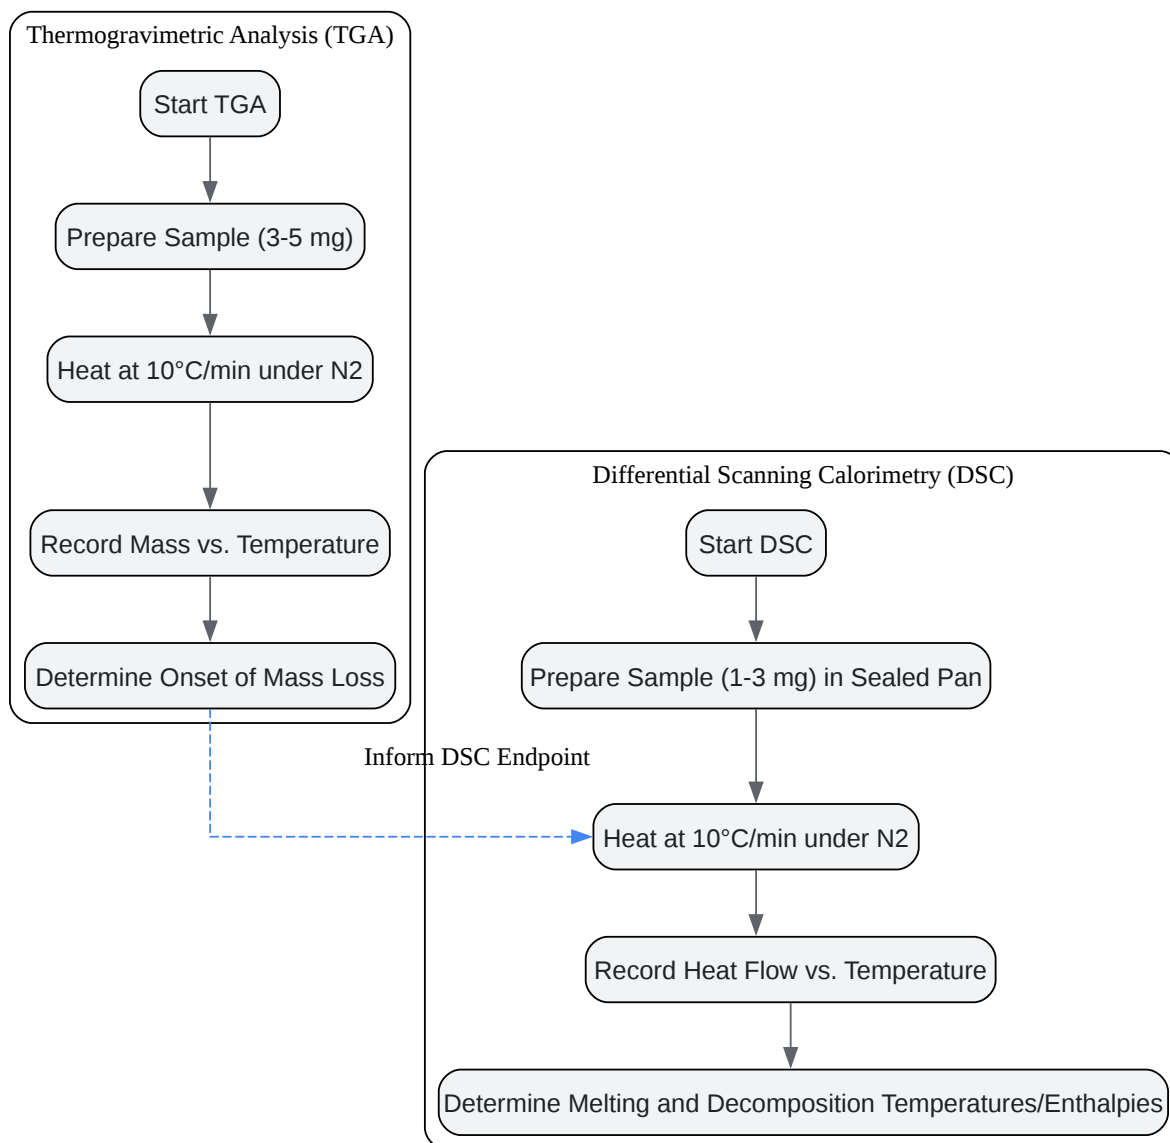 Thermogravimetric Analysis (TGA)
Start TGA
Prepare Sample (3-5 mg)
Heat at 10°C/min under N2
Record Mass vs. Temperature
Determine Onset of Mass Loss
Inform DSC Endpoint
Differential Scanning Calorimetry (DSC)
Start DSC
Prepare Sample (1-3 mg) in Sealed Pan
Heat at 10°C/min under N2
Record Heat Flow vs. Temperature
Determine Melting and Decomposition Temperatures/Enthalpies